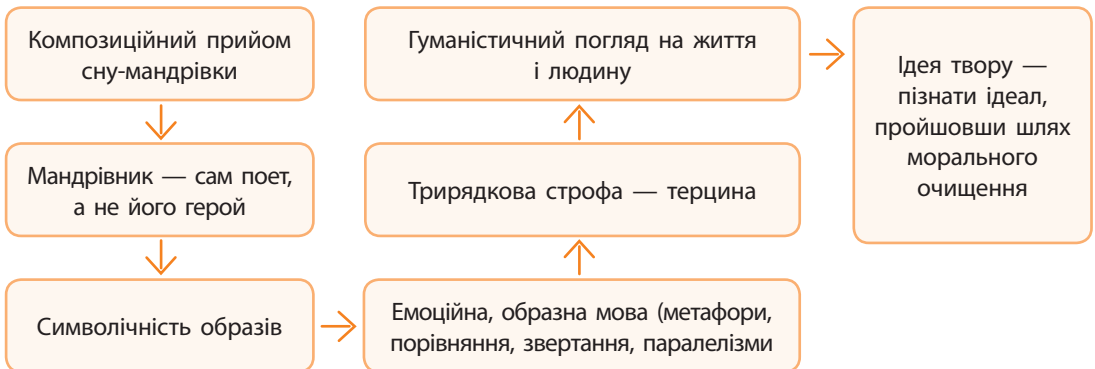 Композиційний прийом
сну-мандрівки
Мандрівник — сам поет,
а не його герой
Символічність образів
Емоційна, образна мова (метафори,
порівняння, звертання, паралелізми
Трирядкова строфа — терцина
Гуманістичний погляд на життя
і людину
Ідея твору —
пізнати ідеал,
пройшовши шлях
морального
очищення